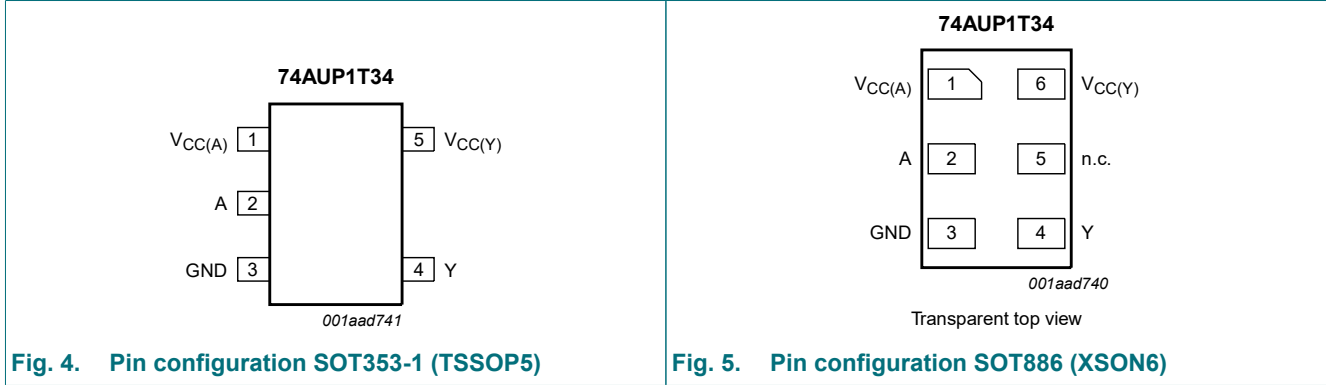 74AUP1T34
VCC(A) 1
5 VCC(Y)
A 2
GND 3
4 Y
001aad741
Fig. 4. Pin configuration SOT353-1 (TSSOP5)
74AUP1T34
VCC(A) 1
6 VCC(Y)
A 2
5 n.c.
GND 3
4 Y
001aad740
Transparent top view
Fig. 5. Pin configuration SOT886 (XSON6)